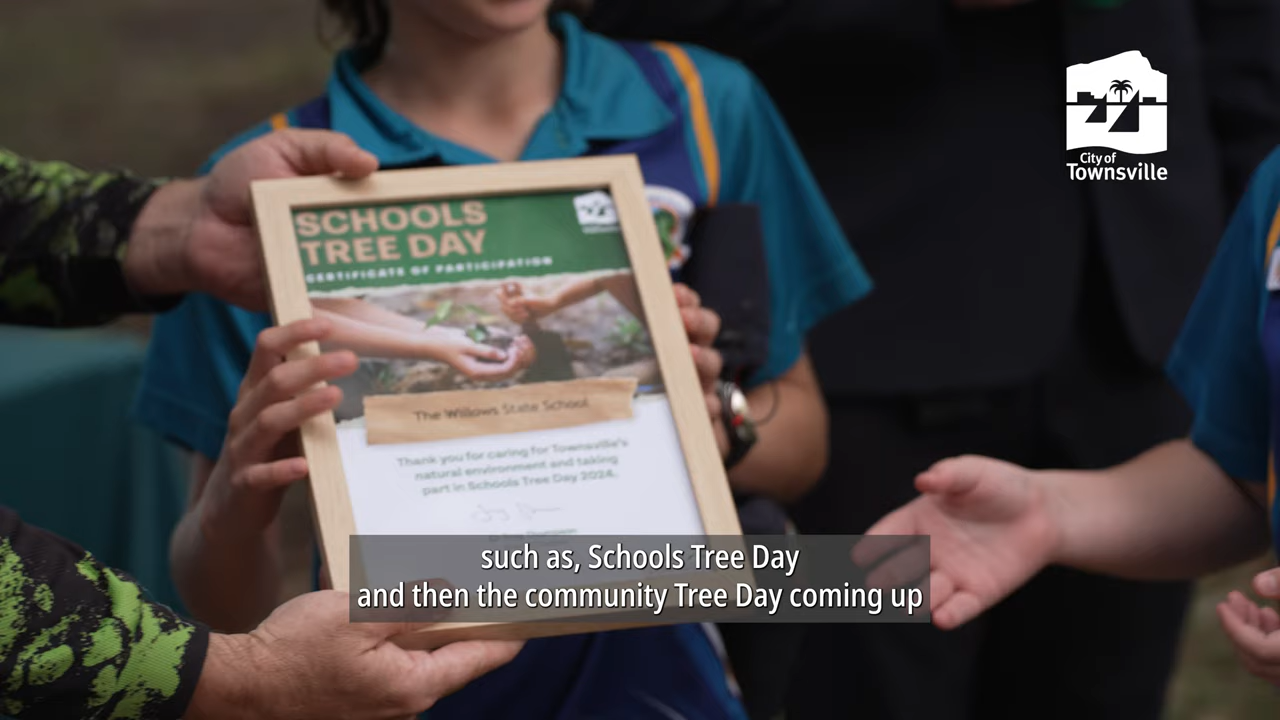 City of
Townsville
SCHOOLS
TREE DAY
CERTIFICATE OF PARTICIPATION
The Willows State School
Thank you for caring for Townsville's
natural environment and taking
part in Schools Tree Day 2024.
such as, Schools Tree Day
and then the community Tree Day coming up